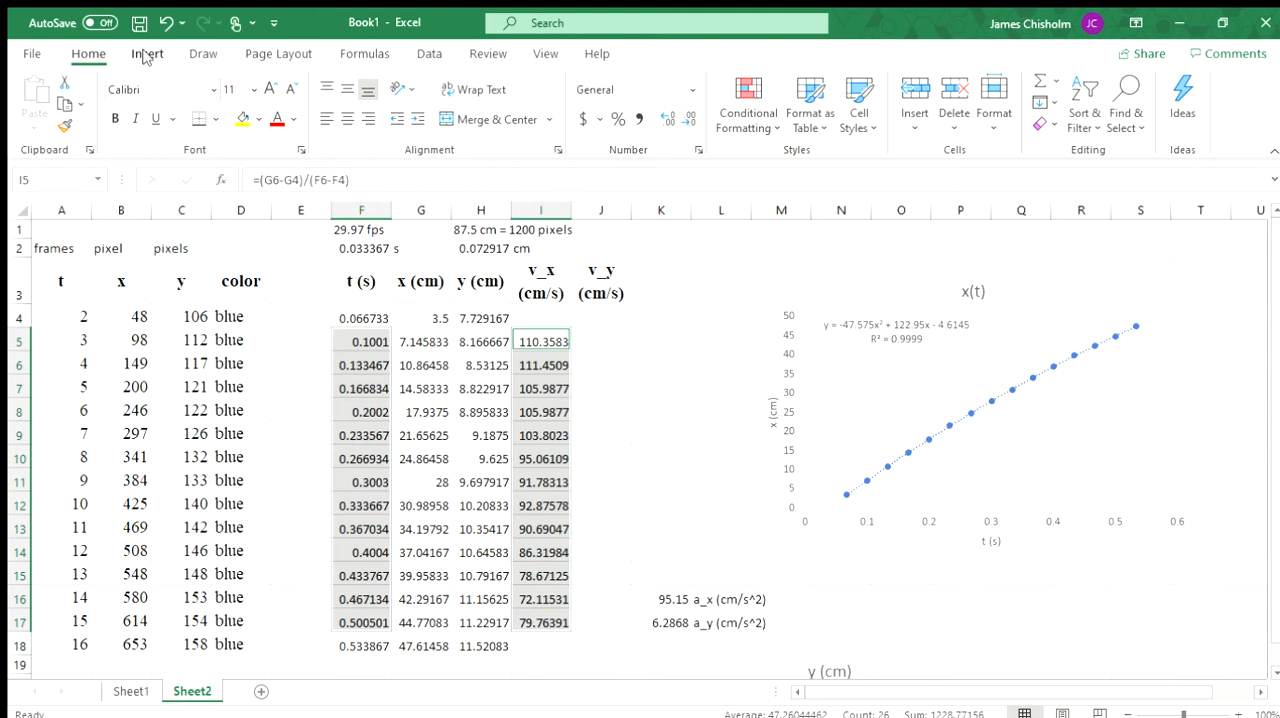 AutoSave Off Book1 - Excel Search James Chisholm JC
File Home Insert Draw Page Layout Formulas Data Review View Help Share Comments
Paste Calibri 11 A A Wrap Text General Conditional Formatting Format as Table Cell Styles Insert Delete Format Sort & Filter Find & Select Ideas
B I U A Merge & Center $ %
Clipboard Font Alignment Number Styles Cells Editing Ideas
I5 fx =(G6-G4)/(F6-F4)
A B C D E F G H I J K L M N O P Q R S T U
1 29.97 fps 87.5 cm = 1200 pixels
2 frames pixel pixels 0.033367 s 0.072917 cm
3 t x y color t (s) x (cm) y (cm) v_x (cm/s) v_y (cm/s)
4 2 48 106 blue 0.066733 3.5 7.729167
5 3 98 112 blue 0.1001 7.145833 8.166667 110.3583
6 4 149 117 blue 0.133467 10.86458 8.53125 111.4509
7 5 200 121 blue 0.166834 14.58333 8.822917 105.9877
8 6 246 122 blue 0.2002 17.9375 8.895833 105.9877
9 7 297 126 blue 0.233567 21.65625 9.1875 103.8023
10 8 341 132 blue 0.266934 24.86458 9.625 95.06109
11 9 384 133 blue 0.3003 28 9.697917 91.78313
12 10 425 140 blue 0.333667 30.98958 10.20833 92.87578
13 11 469 142 blue 0.367034 34.19792 10.35417 90.69047
14 12 508 146 blue 0.4004 37.04167 10.64583 86.31984
15 13 548 148 blue 0.433767 39.95833 10.79167 78.67125
16 14 580 153 blue 0.467134 42.29167 11.15625 72.11531 95.15 a_x (cm/s^2)
17 15 614 154 blue 0.500501 44.77083 11.22917 79.76391 6.2868 a_y (cm/s^2)
18 16 653 158 blue 0.533867 47.61458 11.52083
19
x(t)
y = -47.575x² + 122.95x - 4.6145
R² = 0.9999
x (cm)
50
45
40
35
30
25
20
15
10
5
0
0 0.1 0.2 0.3 0.4 0.5 0.6
t (s)
y (cm)
Sheet1 Sheet2
Ready Average: 47.26044462 Count: 26 Sum: 1228.77156 100%